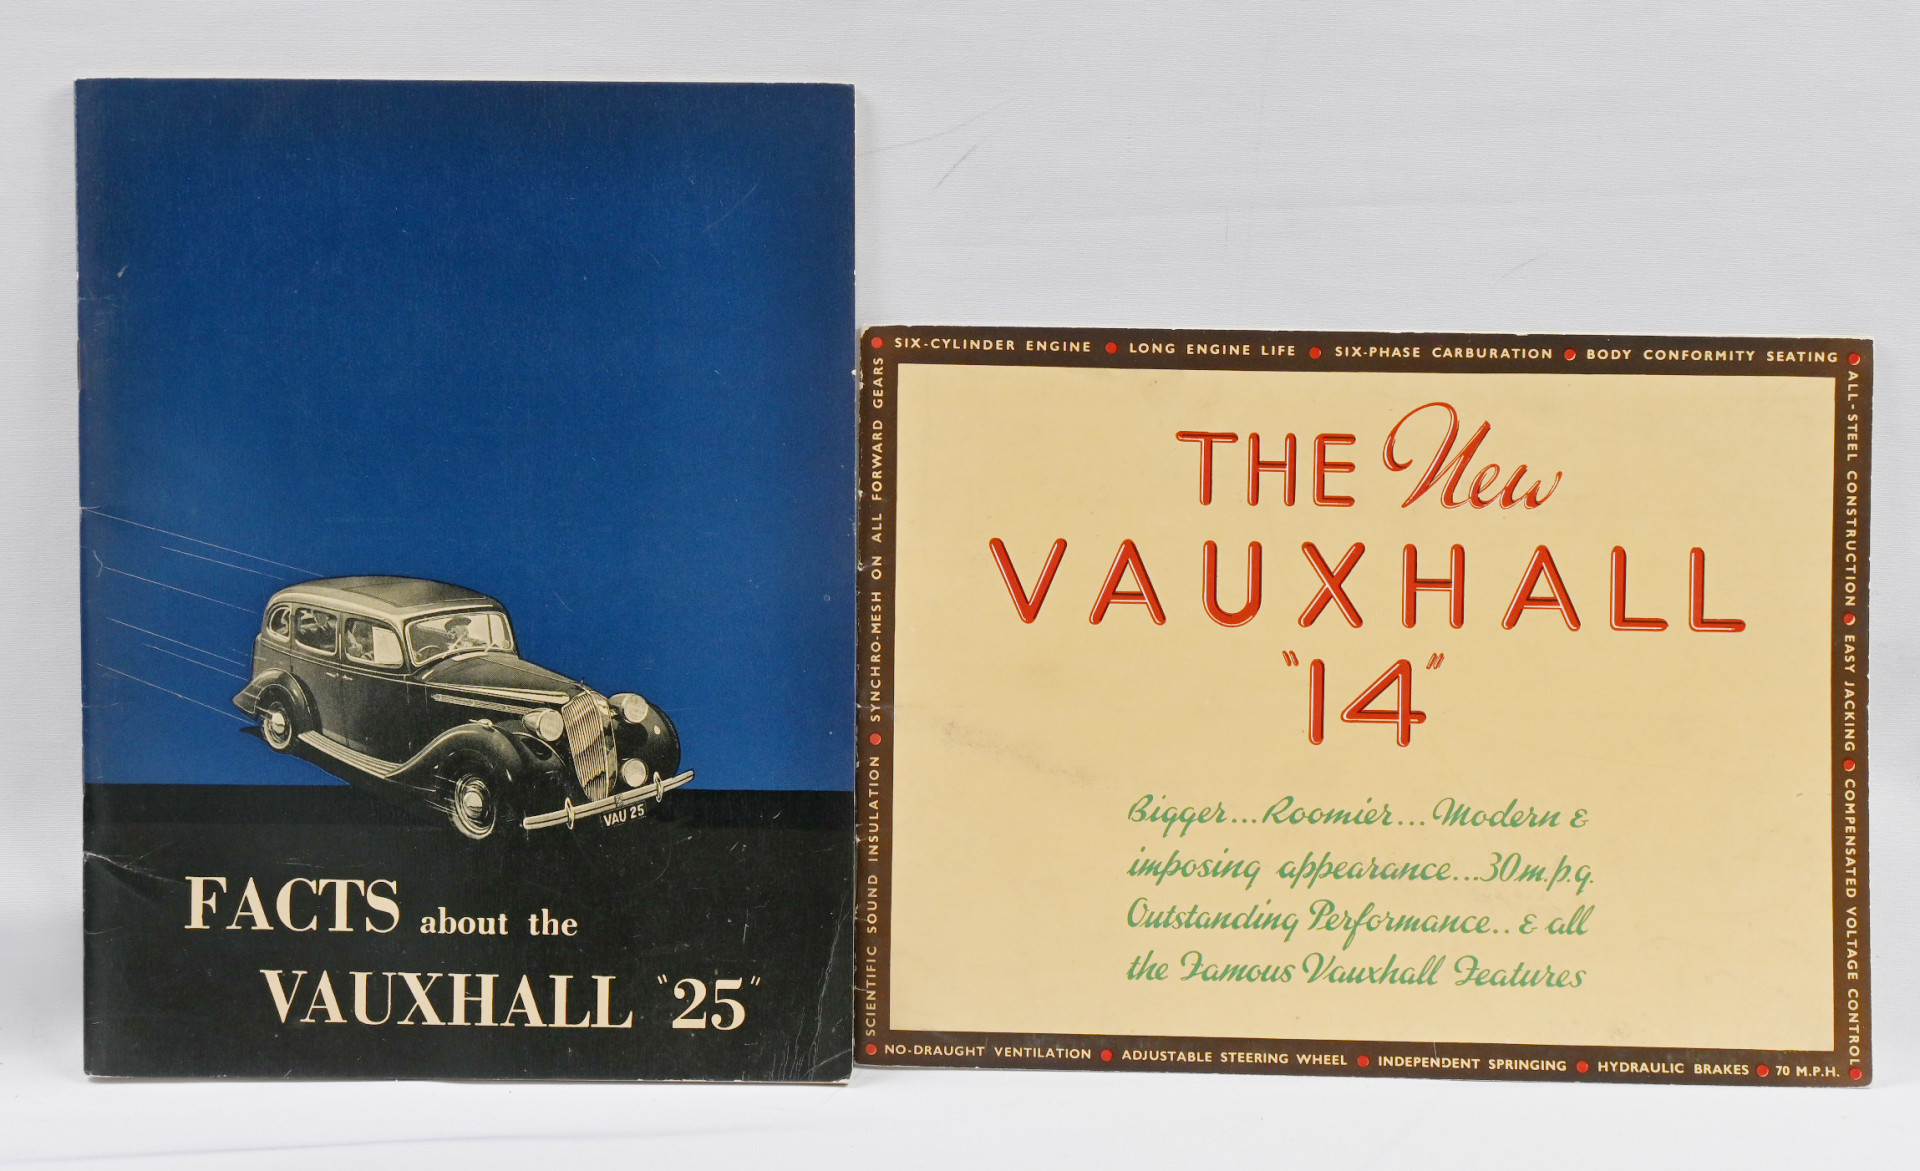 VAU 25
FACTS about the
VAUXHALL "25"
SIX-CYLINDER ENGINE ● LONG ENGINE LIFE ● SIX-PHASE CARBURATION ● BODY CONFORMITY SEATING
ALL-STEEL CONSTRUCTION ● EASY JACKING ● COMPENSATED VOLTAGE CONTROL
SCIENTIFIC SOUND INSULATION ● SYNCHRO-MESH ON ALL FORWARD GEARS
THE New
VAUXHALL
"14"
Bigger... Roomier... Modern &
imposing appearance...30 m.p.g.
Outstanding Performance.. & all
the Famous Vauxhall Features
NO-DRAUGHT VENTILATION ● ADJUSTABLE STEERING WHEEL ● INDEPENDENT SPRINGING ● HYDRAULIC BRAKES ● 70 M.P.H.